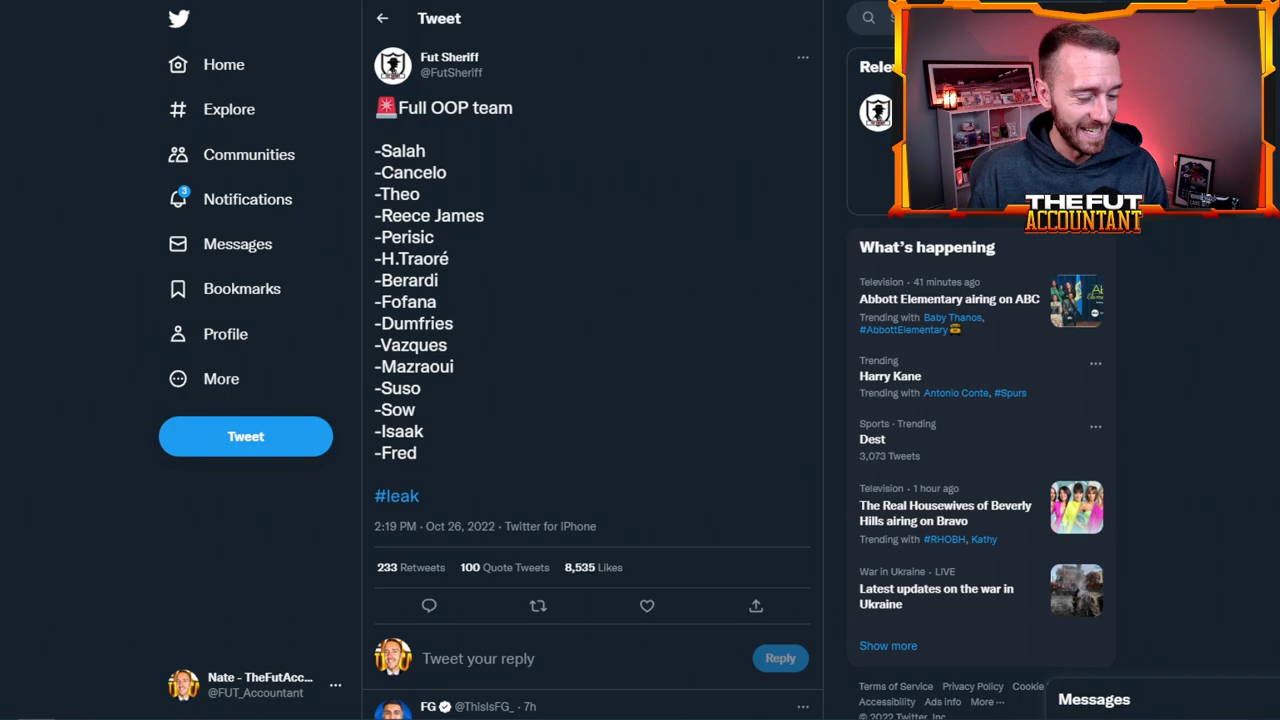 Home
Explore
Communities
3
Notifications
Messages
Bookmarks
Profile
More
Tweet
Nate - TheFutAcc...
@FUT_Accountant
Tweet
Fut Sheriff
@FutSheriff
🚨Full OOP team
-Salah
-Cancelo
-Theo
-Reece James
-Perisic
-H.Traoré
-Berardi
-Fofana
-Dumfries
-Vazques
-Mazraoui
-Suso
-Sow
-Isaak
-Fred
#leak
2:19 PM · Oct 26, 2022 · Twitter for iPhone
233 Retweets 100 Quote Tweets 8,535 Likes
Tweet your reply
Reply
FG @ThisIsFG_ · 7h
Rele
THE FUT
ACCOUNTANT
What's happening
Television · 41 minutes ago
Abbott Elementary airing on ABC
Trending with Baby Thanos,
#AbbottElementary
Trending
Harry Kane
Trending with Antonio Conte, #Spurs
Sports · Trending
Dest
3,073 Tweets
Television · 1 hour ago
The Real Housewives of Beverly
Hills airing on Bravo
Trending with #RHOBH, Kathy
War in Ukraine · LIVE
Latest updates on the war in
Ukraine
Show more
Terms of Service Privacy Policy Cookie
Accessibility Ads info More ···
© 2022 Twitter, Inc.
Messages